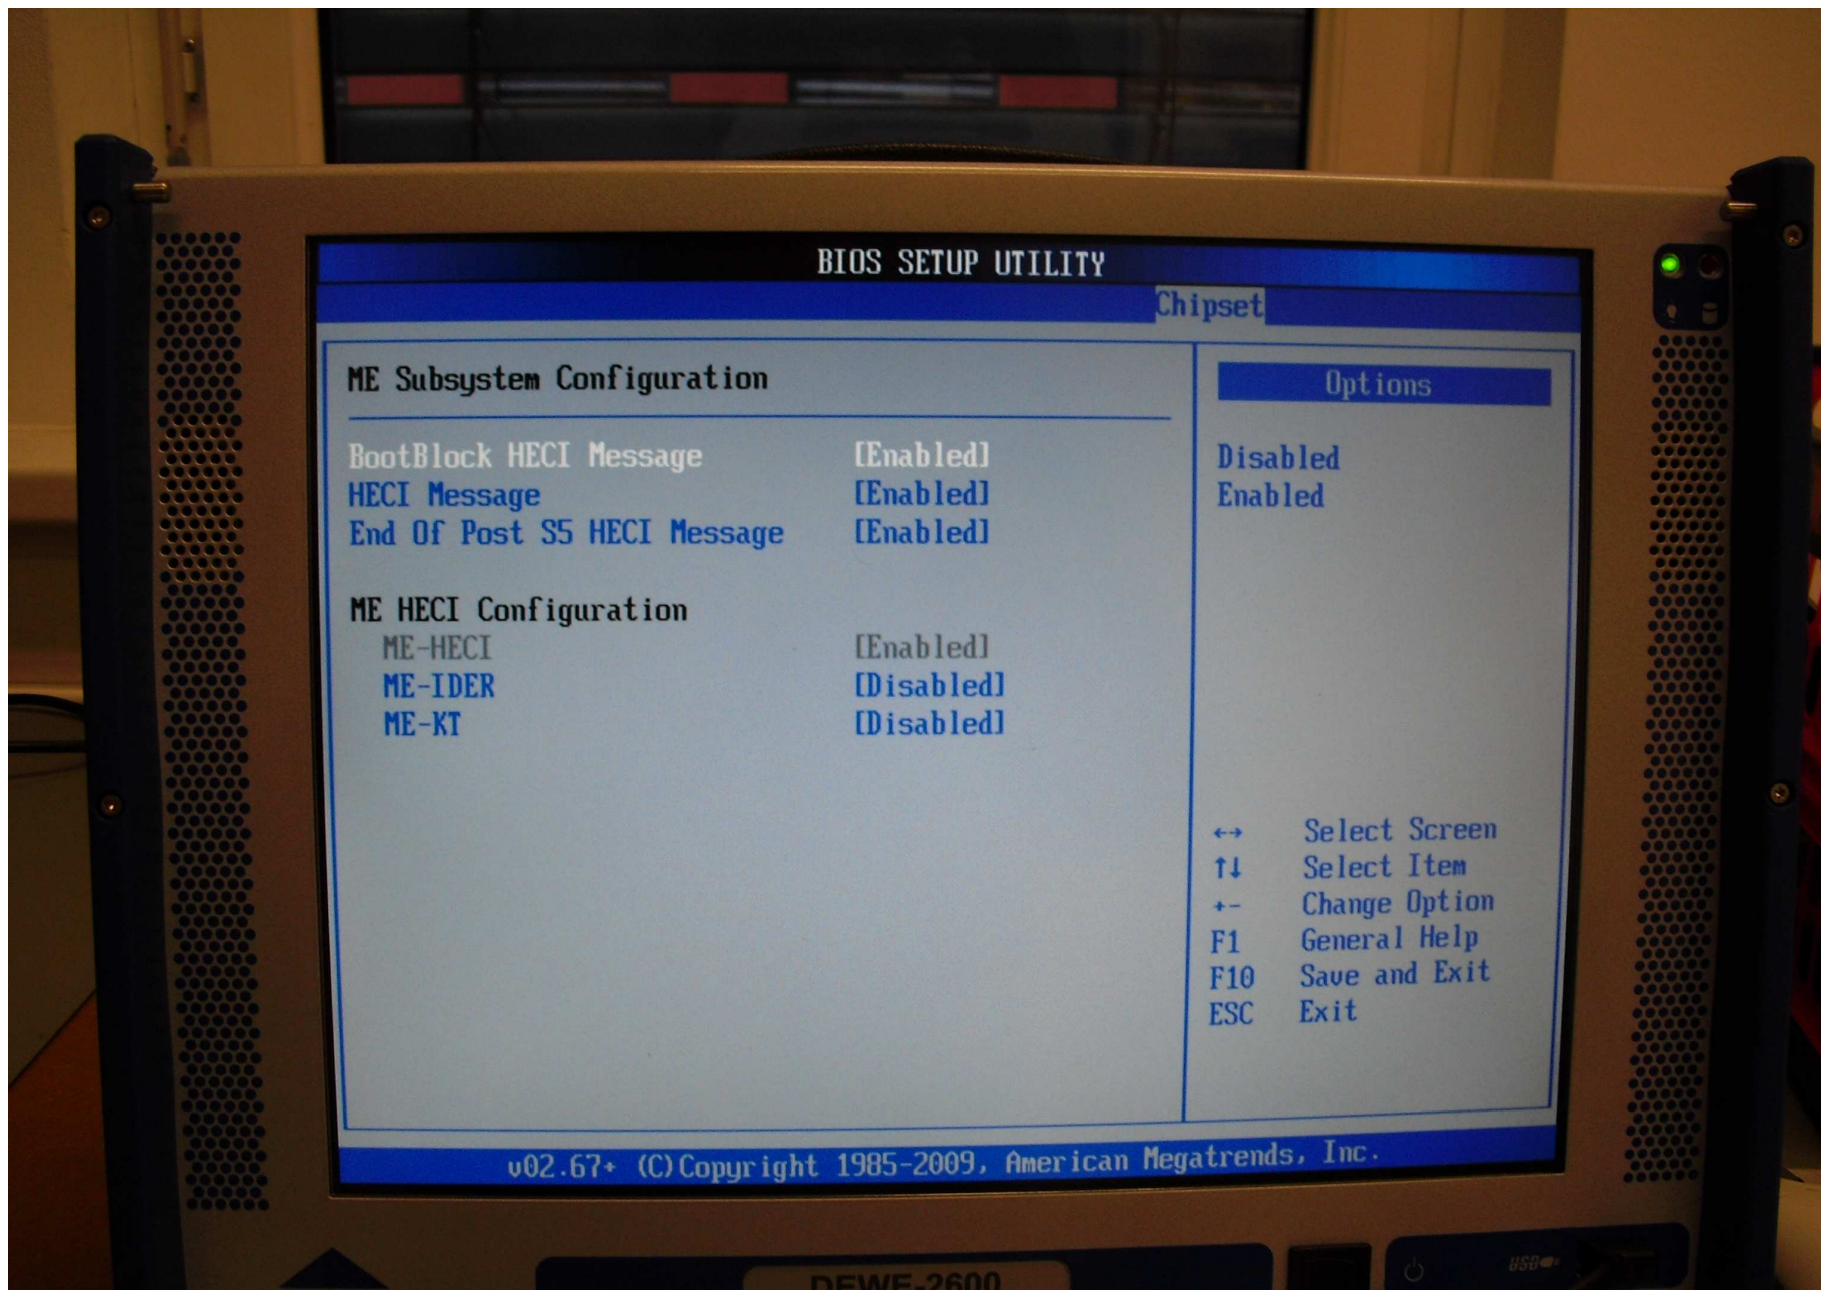 BIOS SETUP UTILITY
Chipset
ME Subsystem Configuration
BootBlock HECI Message [Enabled]
HECI Message [Enabled]
End Of Post S5 HECI Message [Enabled]
ME HECI Configuration
ME-HECI [Enabled]
ME-IDER [Disabled]
ME-KT [Disabled]
Options
Disabled
Enabled
←→ Select Screen
↑↓ Select Item
+- Change Option
F1 General Help
F10 Save and Exit
ESC Exit
v02.67+ (C)Copyright 1985-2009, American Megatrends, Inc.
DEWE-2600
USB